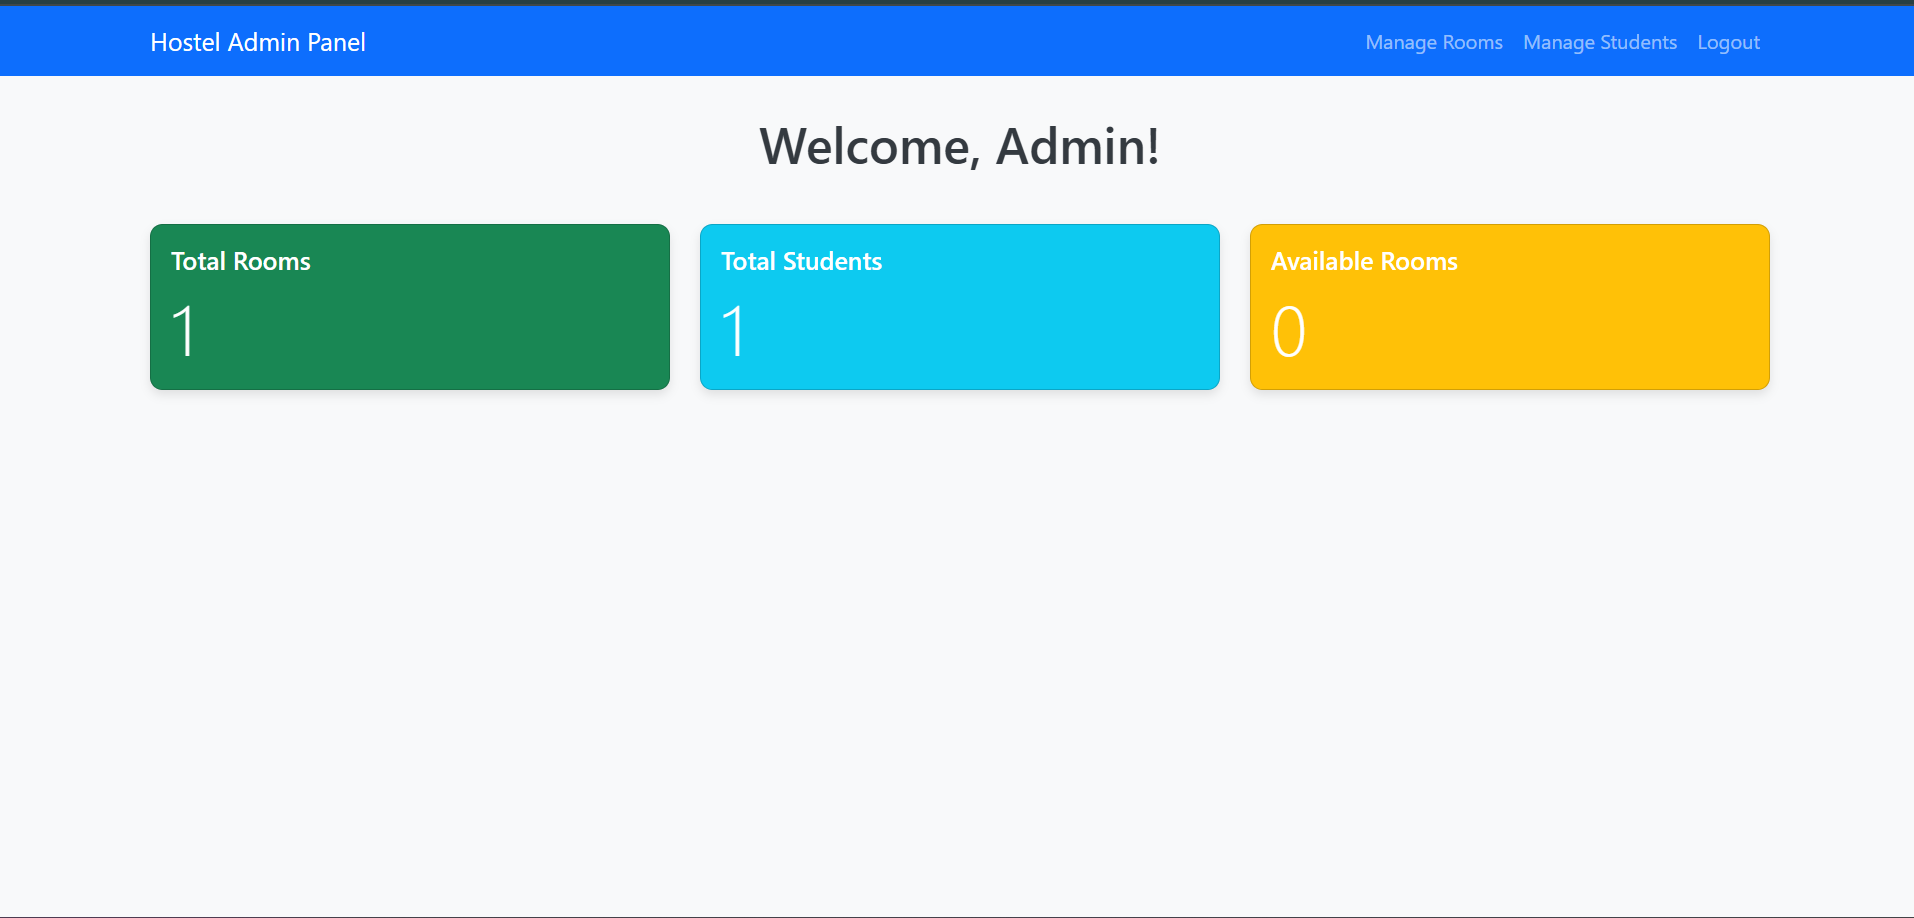 Hostel Admin Panel
Manage Rooms Manage Students Logout
Welcome, Admin!
Total Rooms
1
Total Students
1
Available Rooms
0